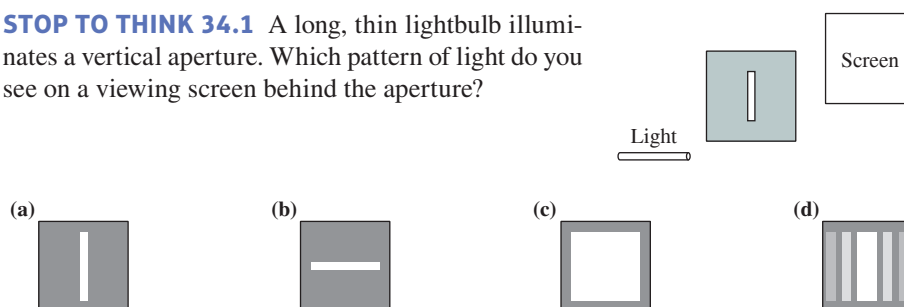 STOP TO THINK 34.1 A long, thin lightbulb illumi-
nates a vertical aperture. Which pattern of light do you
see on a viewing screen behind the aperture?
Screen
Light
(a)
(b)
(c)
(d)